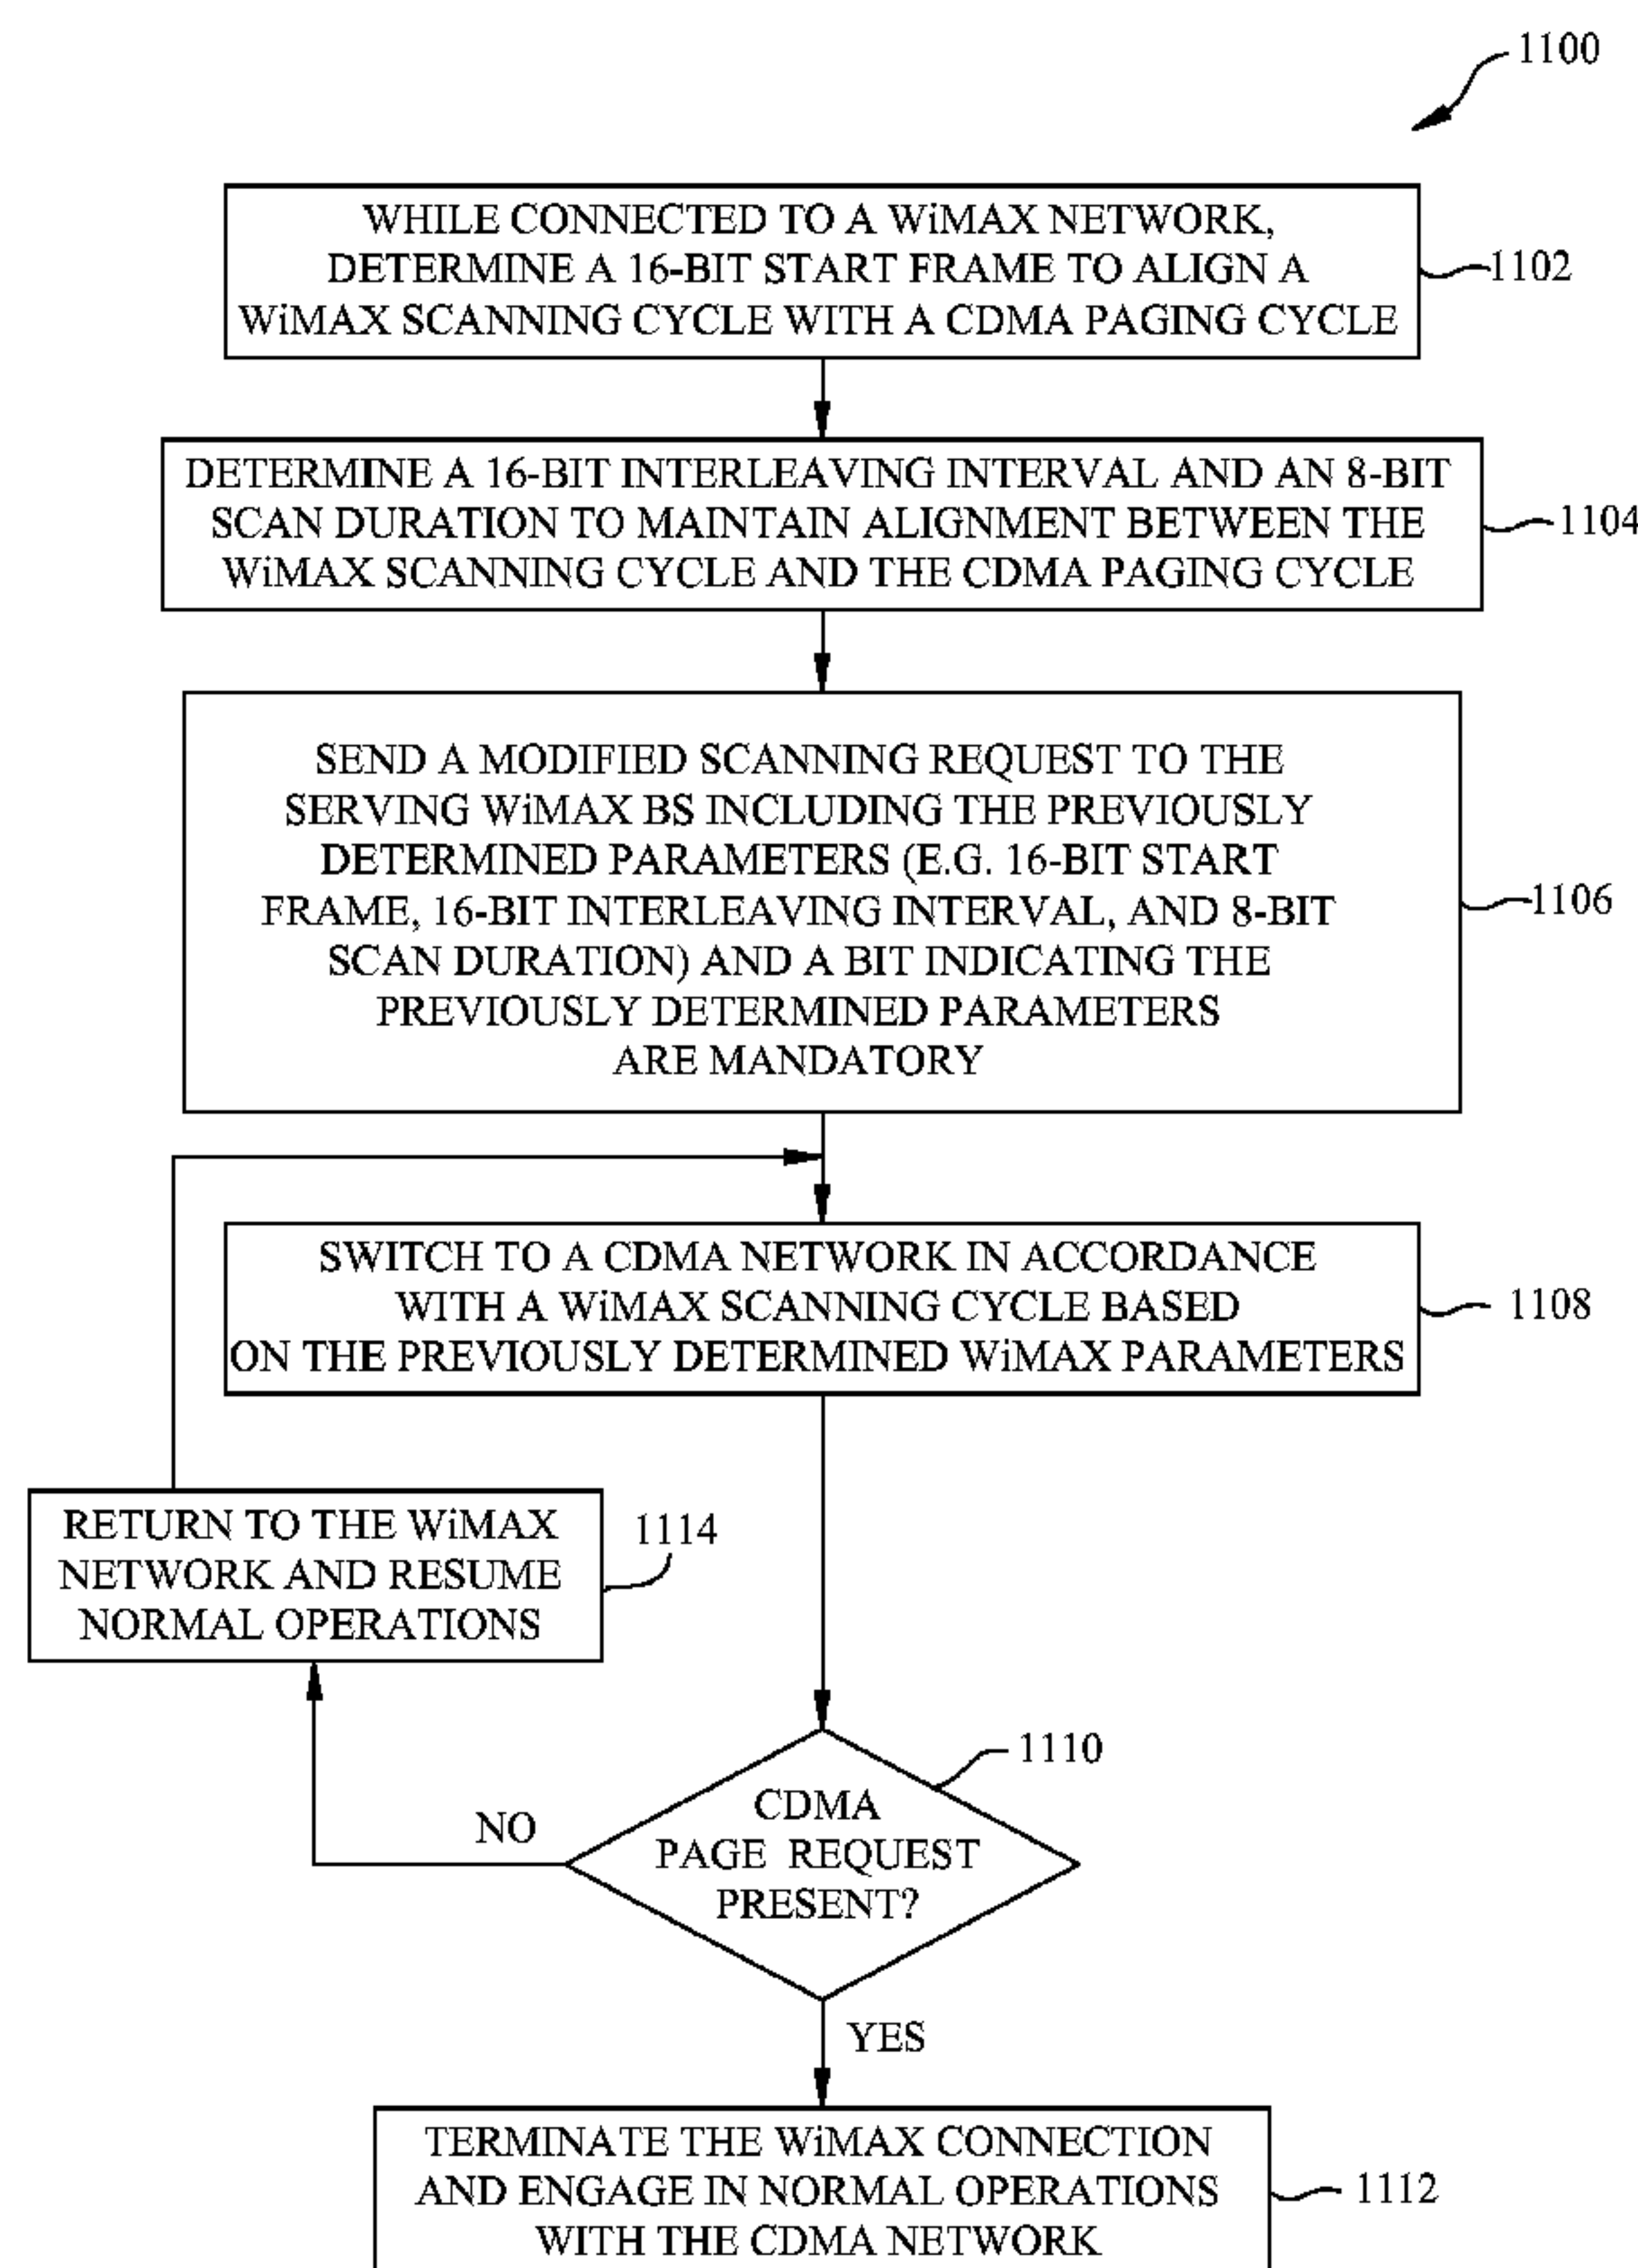 1100
WHILE CONNECTED TO A WiMAX NETWORK,
DETERMINE A 16-BIT START FRAME TO ALIGN A
WiMAX SCANNING CYCLE WITH A CDMA PAGING CYCLE
1102
DETERMINE A 16-BIT INTERLEAVING INTERVAL AND AN 8-BIT
SCAN DURATION TO MAINTAIN ALIGNMENT BETWEEN THE
WiMAX SCANNING CYCLE AND THE CDMA PAGING CYCLE
1104
SEND A MODIFIED SCANNING REQUEST TO THE
SERVING WiMAX BS INCLUDING THE PREVIOUSLY
DETERMINED PARAMETERS (E.G. 16-BIT START
FRAME, 16-BIT INTERLEAVING INTERVAL, AND 8-BIT
SCAN DURATION) AND A BIT INDICATING THE
PREVIOUSLY DETERMINED PARAMETERS
ARE MANDATORY
1106
SWITCH TO A CDMA NETWORK IN ACCORDANCE
WITH A WiMAX SCANNING CYCLE BASED
ON THE PREVIOUSLY DETERMINED WiMAX PARAMETERS
1108
RETURN TO THE WiMAX
NETWORK AND RESUME
NORMAL OPERATIONS
1114
CDMA
PAGE REQUEST
PRESENT?
1110
NO
YES
TERMINATE THE WiMAX CONNECTION
AND ENGAGE IN NORMAL OPERATIONS
WITH THE CDMA NETWORK
1112